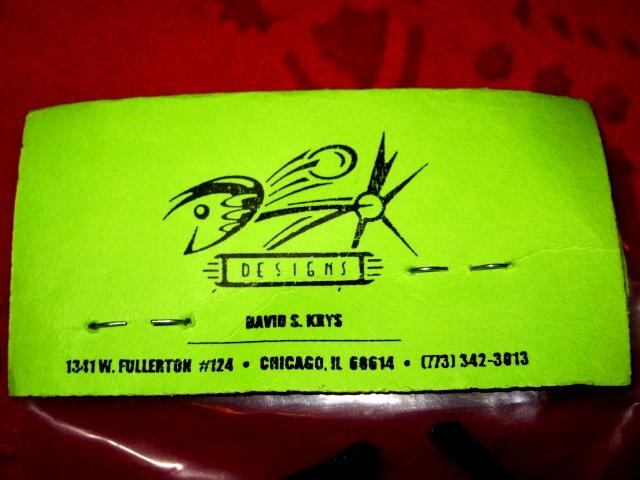 DESIGNS
DAVID S. KRYS
1341 W. FULLERTON #124 • CHICAGO, IL 60614 • (773) 342-3013